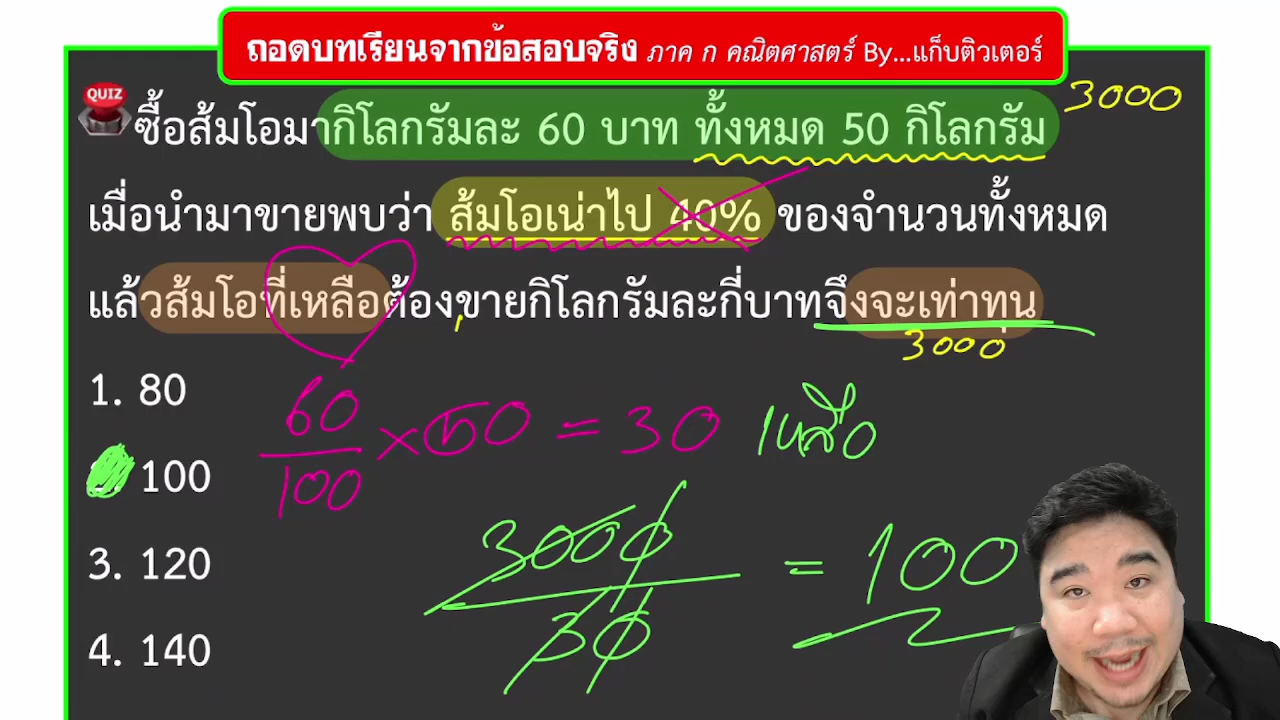 ถอดบทเรียนจากข้อสอบจริง ภาค ก คณิตศาสตร์ By...แก็บติวเตอร์
3000
QUIZ
ซื้อส้มโอมากิโลกรัมละ 60 บาท ทั้งหมด 50 กิโลกรัม
เมื่อนำมาขายพบว่า ส้มโอเน่าไป 40% ของจำนวนทั้งหมด
แล้วส้มโอที่เหลือต้องขายกิโลกรัมละกี่บาทจึงจะเท่าทุน
3000
1. 80
100
3. 120
4. 140
60/100 × 50 = 30 เหลือ
3000/30 = 100